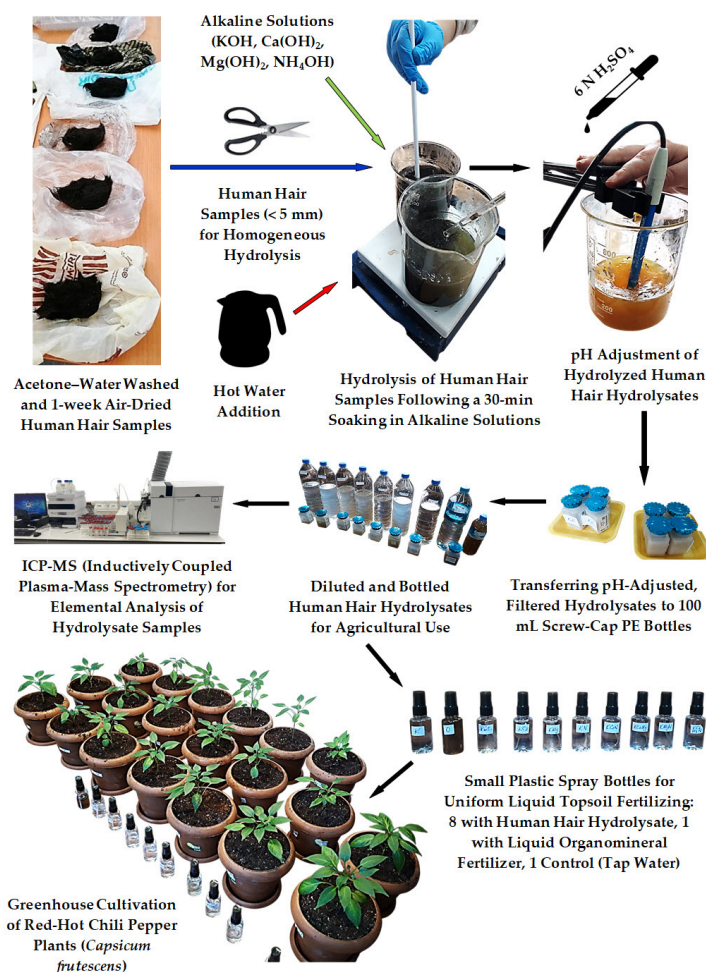 Alkaline Solutions
(KOH, Ca(OH)₂,
Mg(OH)₂, NH₄OH)
6 N H₂SO₄
Human Hair
Samples (< 5 mm)
for Homogeneous
Hydrolysis
Acetone–Water Washed
and 1-week Air-Dried
Human Hair Samples
Hot Water
Addition
Hydrolysis of Human Hair
Samples Following a 30-min
Soaking in Alkaline Solutions
pH Adjustment of
Hydrolyzed Human
Hair Hydrolysates
ICP-MS (Inductively Coupled
Plasma-Mass Spectrometry) for
Elemental Analysis of
Hydrolysate Samples
Diluted and Bottled
Human Hair Hydrolysates
for Agricultural Use
Transferring pH-Adjusted,
Filtered Hydrolysates to 100
mL Screw-Cap PE Bottles
Small Plastic Spray Bottles for
Uniform Liquid Topsoil Fertilizing:
8 with Human Hair Hydrolysate, 1
with Liquid Organomineral
Fertilizer, 1 Control (Tap Water)
Greenhouse Cultivation
of Red-Hot Chili Pepper
Plants (Capsicum
frutescens)